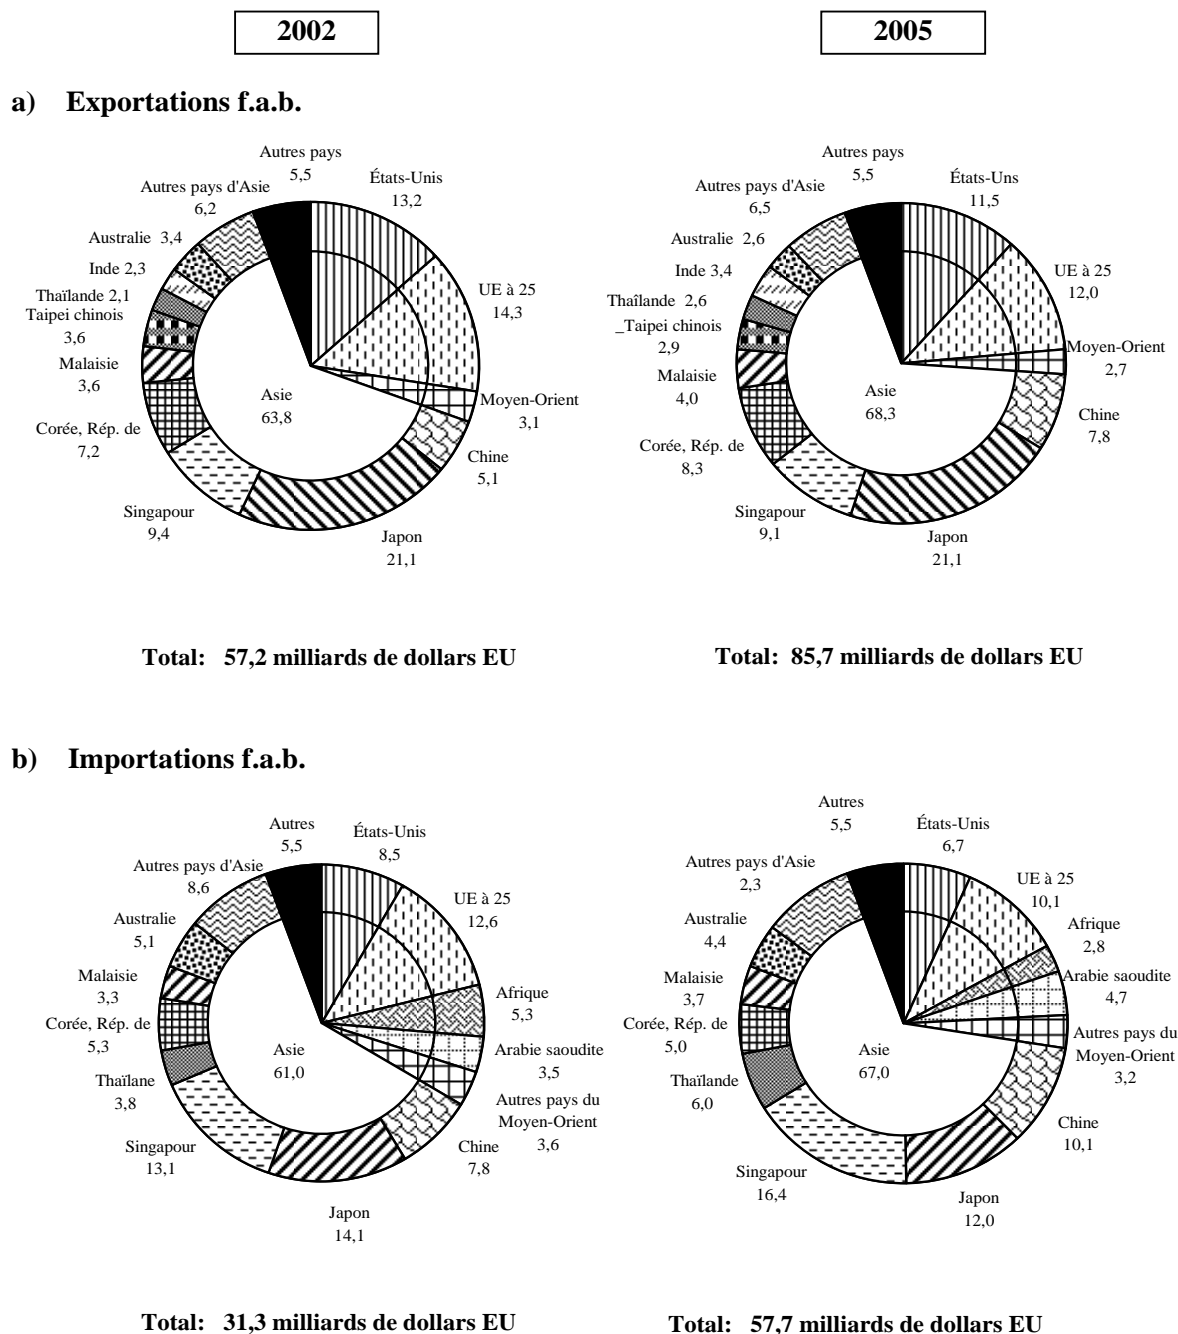 2002
2005
a) Exportations f.a.b.
Autres pays
5,5
États-Unis
13,2
UE à 25
14,3
Moyen-Orient
3,1
Chine
5,1
Japon
21,1
Singapour
9,4
Corée, Rép. de
7,2
Malaisie
3,6
Taipei chinois
3,6
Thaïlande 2,1
Inde 2,3
Australie 3,4
Autres pays d'Asie
6,2
Asie
63,8
Total: 57,2 milliards de dollars EU
Autres pays
5,5
États-Uns
11,5
UE à 25
12,0
Moyen-Orient
2,7
Chine
7,8
Japon
21,1
Singapour
9,1
Corée, Rép. de
8,3
Malaisie
4,0
_Taipei chinois
2,9
Thaîlande 2,6
Inde 3,4
Australie 2,6
Autres pays d'Asie
6,5
Asie
68,3
Total: 85,7 milliards de dollars EU
b) Importations f.a.b.
Autres
5,5
États-Unis
8,5
UE à 25
12,6
Afrique
5,3
Arabie saoudite
3,5
Autres pays du
Moyen-Orient
3,6
Chine
7,8
Japon
14,1
Singapour
13,1
Thaïlane
3,8
Corée, Rép. de
5,3
Malaisie
3,3
Australie
5,1
Autres pays d'Asie
8,6
Asie
61,0
Total: 31,3 milliards de dollars EU
Autres
5,5
États-Unis
6,7
UE à 25
10,1
Afrique
2,8
Arabie saoudite
4,7
Autres pays du
Moyen-Orient
3,2
Chine
10,1
Japon
12,0
Singapour
16,4
Thaïlande
6,0
Corée, Rép. de
5,0
Malaisie
3,7
Australie
4,4
Autres pays d'Asie
2,3
Asie
67,0
Total: 57,7 milliards de dollars EU